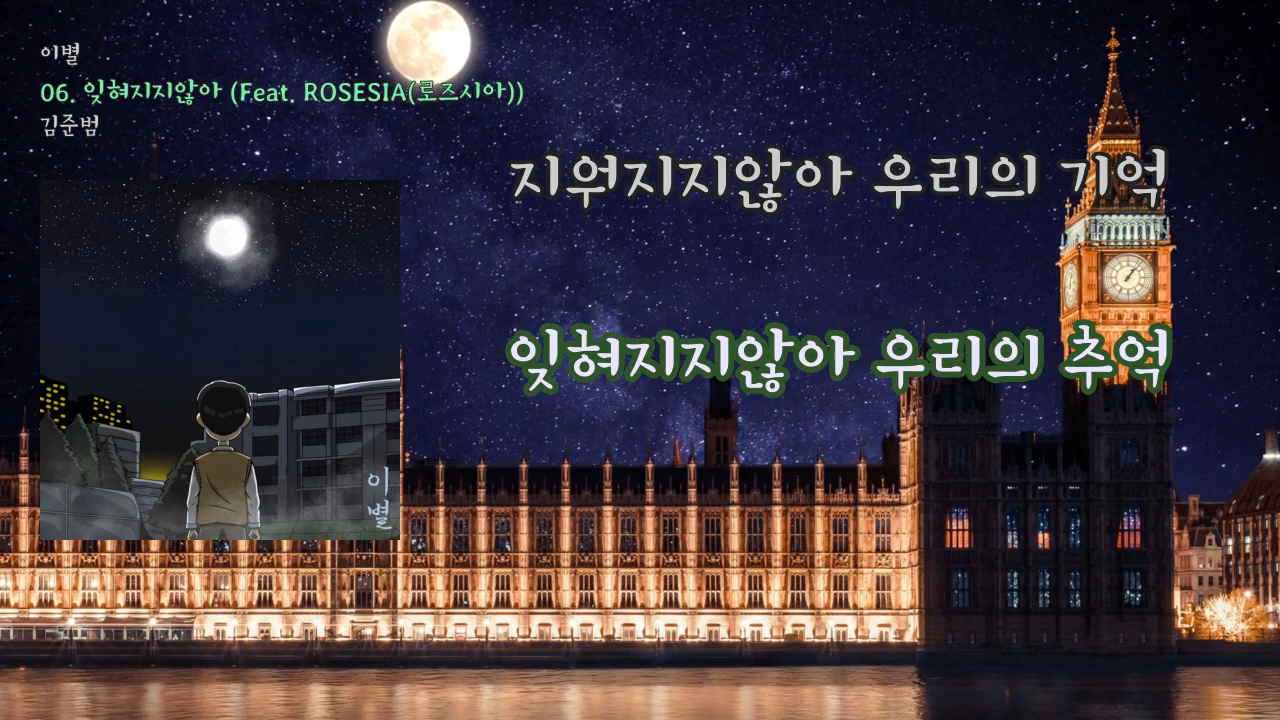 이별
06. 잊혀지지않아 (Feat. ROSESIA(로즈시아))
김준범
지워지지않아 우리의 기억
잊혀지지않아 우리의 추억
이별